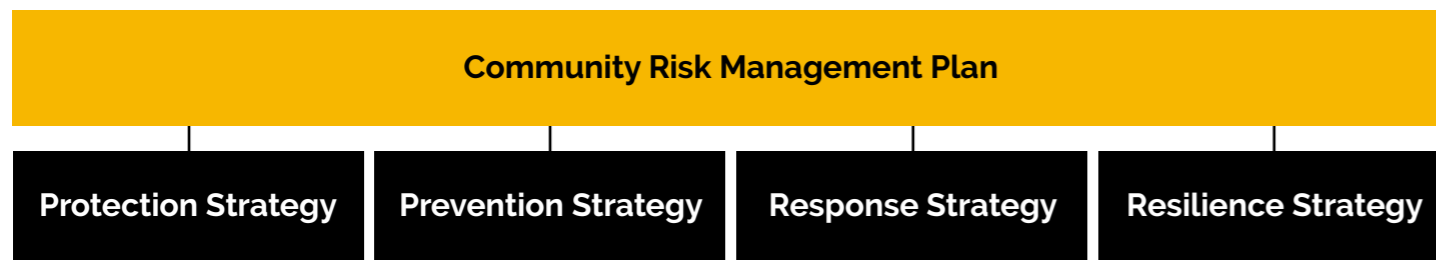 Community Risk Management Plan
Protection Strategy
Prevention Strategy
Response Strategy
Resilience Strategy